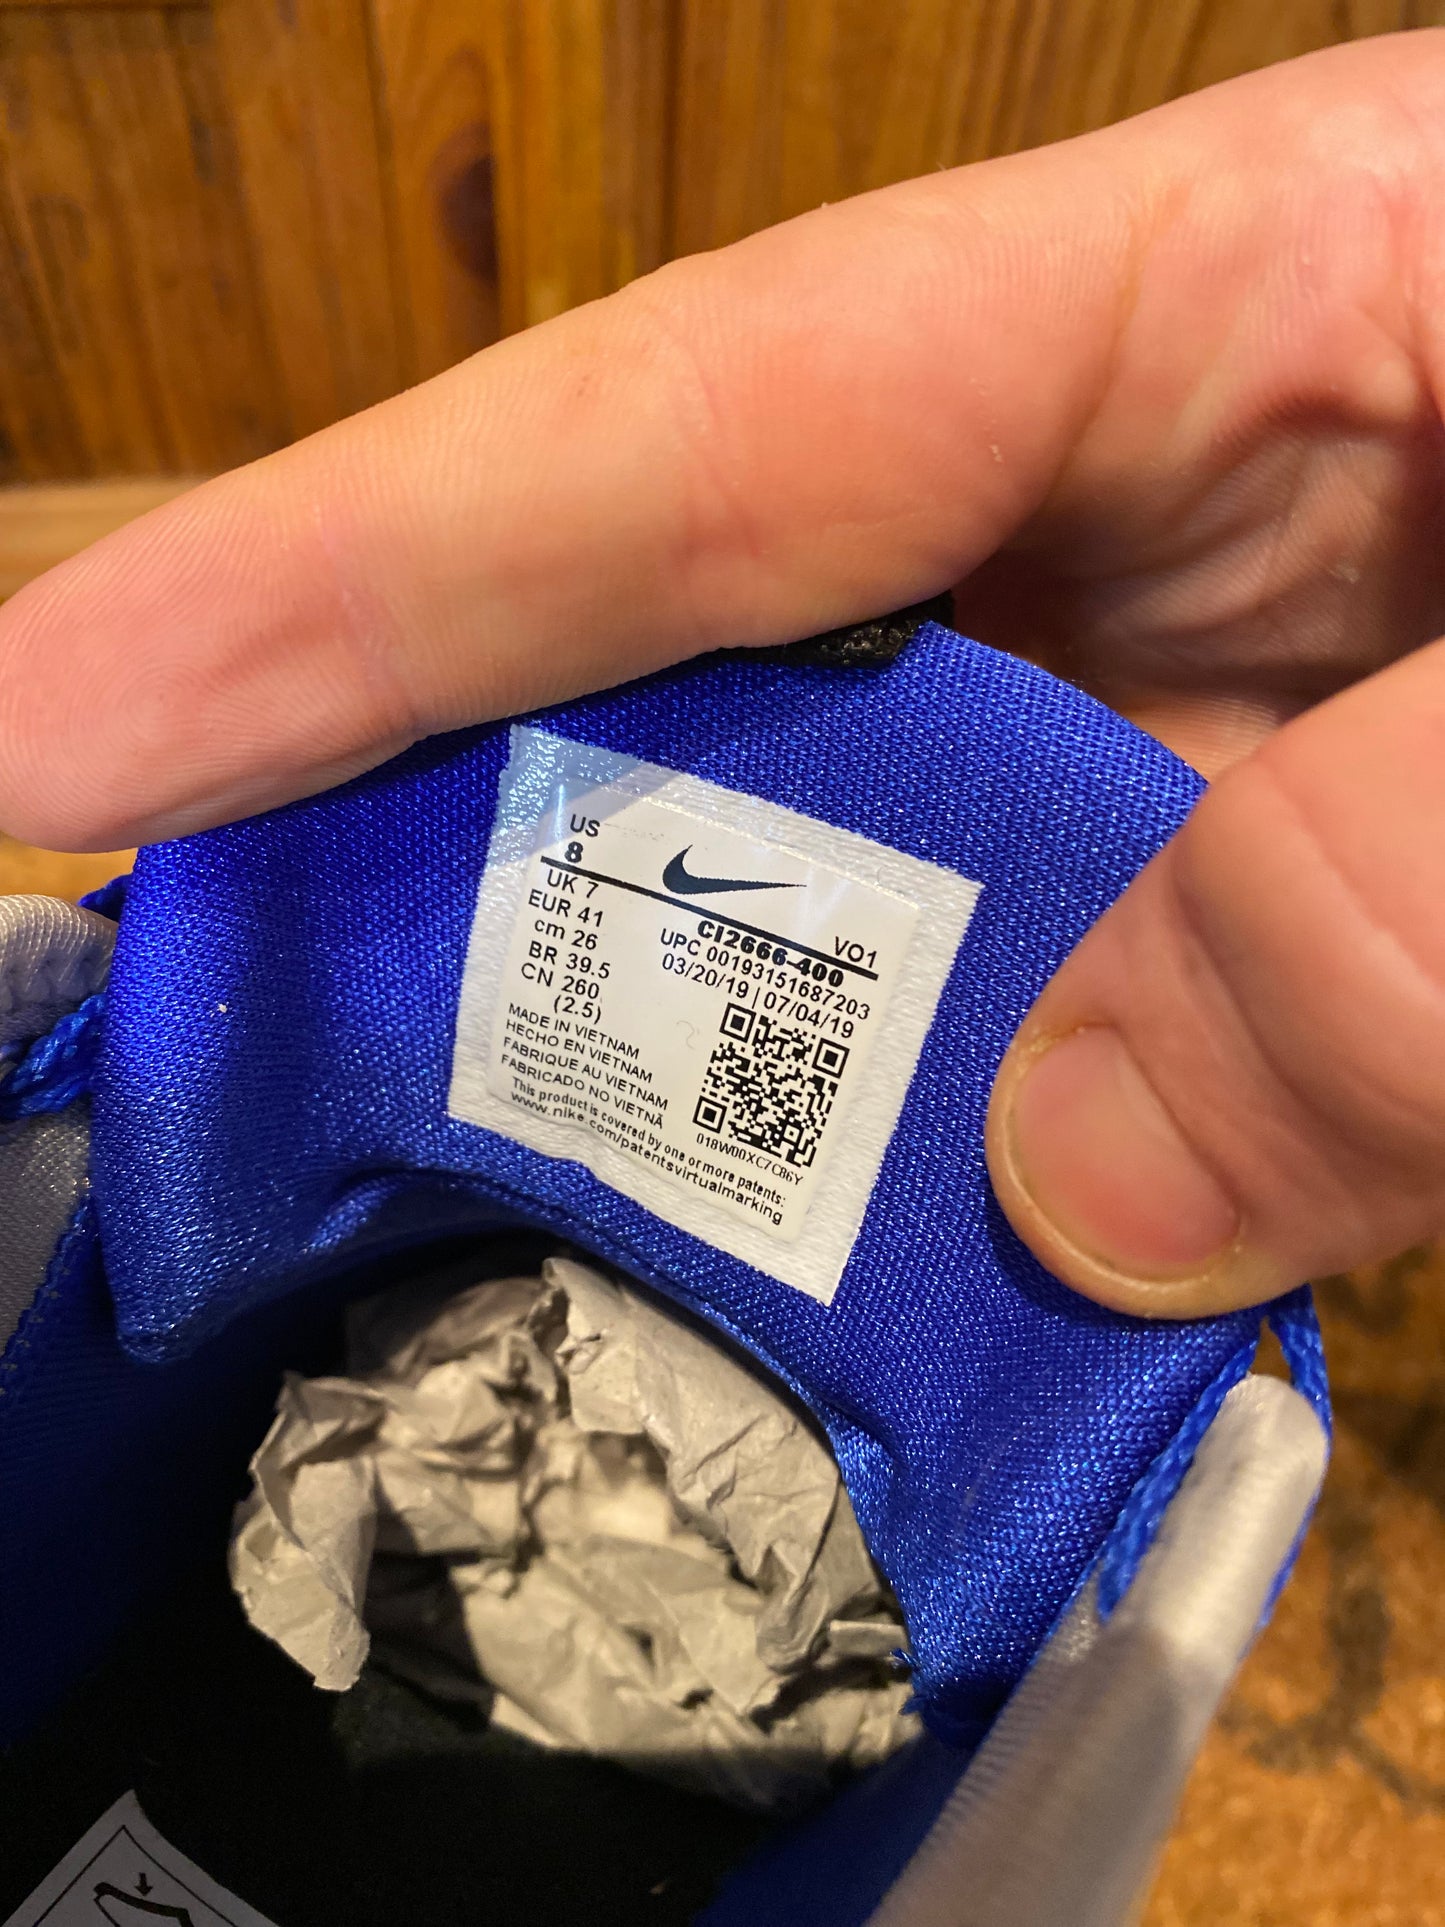 US
8
UK 7
EUR 41
cm 26
BR 39.5
CN 260
(2.5)
VO1
CI2666-400
UPC 00193151687203
03/20/19 | 07/04/19
MADE IN VIETNAM
HECHO EN VIETNAM
FABRIQUE AU VIETNAM
FABRICADO NO VIETNÃ
018W00XC7CB6Y
This product is covered by one or more patents:
www.nike.com/patentsvirtualmarking